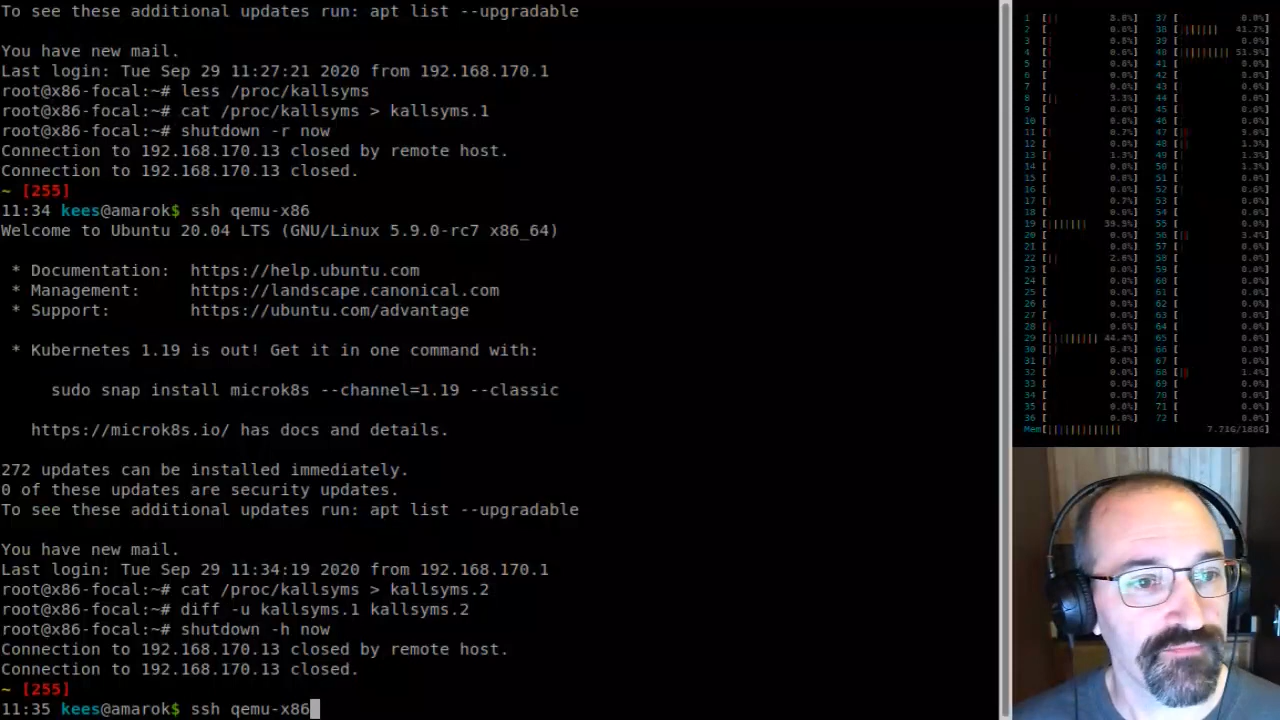 To see these additional updates run: apt list --upgradable
You have new mail.
Last login: Tue Sep 29 11:27:21 2020 from 192.168.170.1
root@x86-focal:~# less /proc/kallsyms
root@x86-focal:~# cat /proc/kallsyms > kallsyms.1
root@x86-focal:~# shutdown -r now
Connection to 192.168.170.13 closed by remote host.
Connection to 192.168.170.13 closed.
~ [255]
11:34 kees@amarok$ ssh qemu-x86
Welcome to Ubuntu 20.04 LTS (GNU/Linux 5.9.0-rc7 x86_64)
* Documentation: https://help.ubuntu.com
* Management: https://landscape.canonical.com
* Support: https://ubuntu.com/advantage
* Kubernetes 1.19 is out! Get it in one command with:
sudo snap install microk8s --channel=1.19 --classic
https://microk8s.io/ has docs and details.
272 updates can be installed immediately.
0 of these updates are security updates.
To see these additional updates run: apt list --upgradable
You have new mail.
Last login: Tue Sep 29 11:34:19 2020 from 192.168.170.1
root@x86-focal:~# cat /proc/kallsyms > kallsyms.2
root@x86-focal:~# diff -u kallsyms.1 kallsyms.2
root@x86-focal:~# shutdown -h now
Connection to 192.168.170.13 closed by remote host.
Connection to 192.168.170.13 closed.
~ [255]
11:35 kees@amarok$ ssh qemu-x86